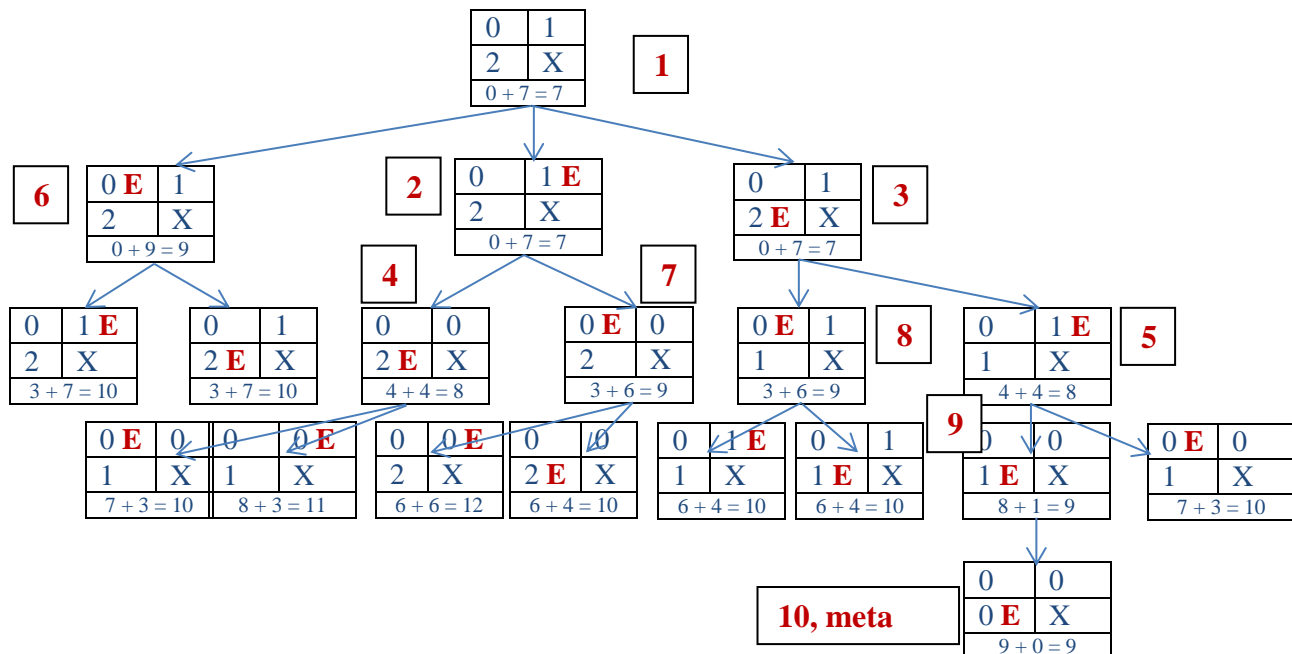 0 1
2 X
0 + 7 = 7
1
6
0 E 1
2 X
0 + 9 = 9
2
0 1 E
2 X
0 + 7 = 7
0 1
2 E X
0 + 7 = 7
3
0 1 E
2 X
3 + 7 = 10
0 1
2 E X
3 + 7 = 10
4
0 0
2 E X
4 + 4 = 8
7
0 E 0
2 X
3 + 6 = 9
0 E 1
1 X
3 + 6 = 9
8
0 1 E
1 X
4 + 4 = 8
5
0 E 0
1 X
7 + 3 = 10
0 0 E
1 X
8 + 3 = 11
0 0 E
2 X
6 + 6 = 12
0 0
2 E X
6 + 4 = 10
0 1 E
1 X
6 + 4 = 10
0 1
1 E X
6 + 4 = 10
9
0 0
1 E X
8 + 1 = 9
0 E 0
1 X
7 + 3 = 10
10, meta
0 0
0 E X
9 + 0 = 9